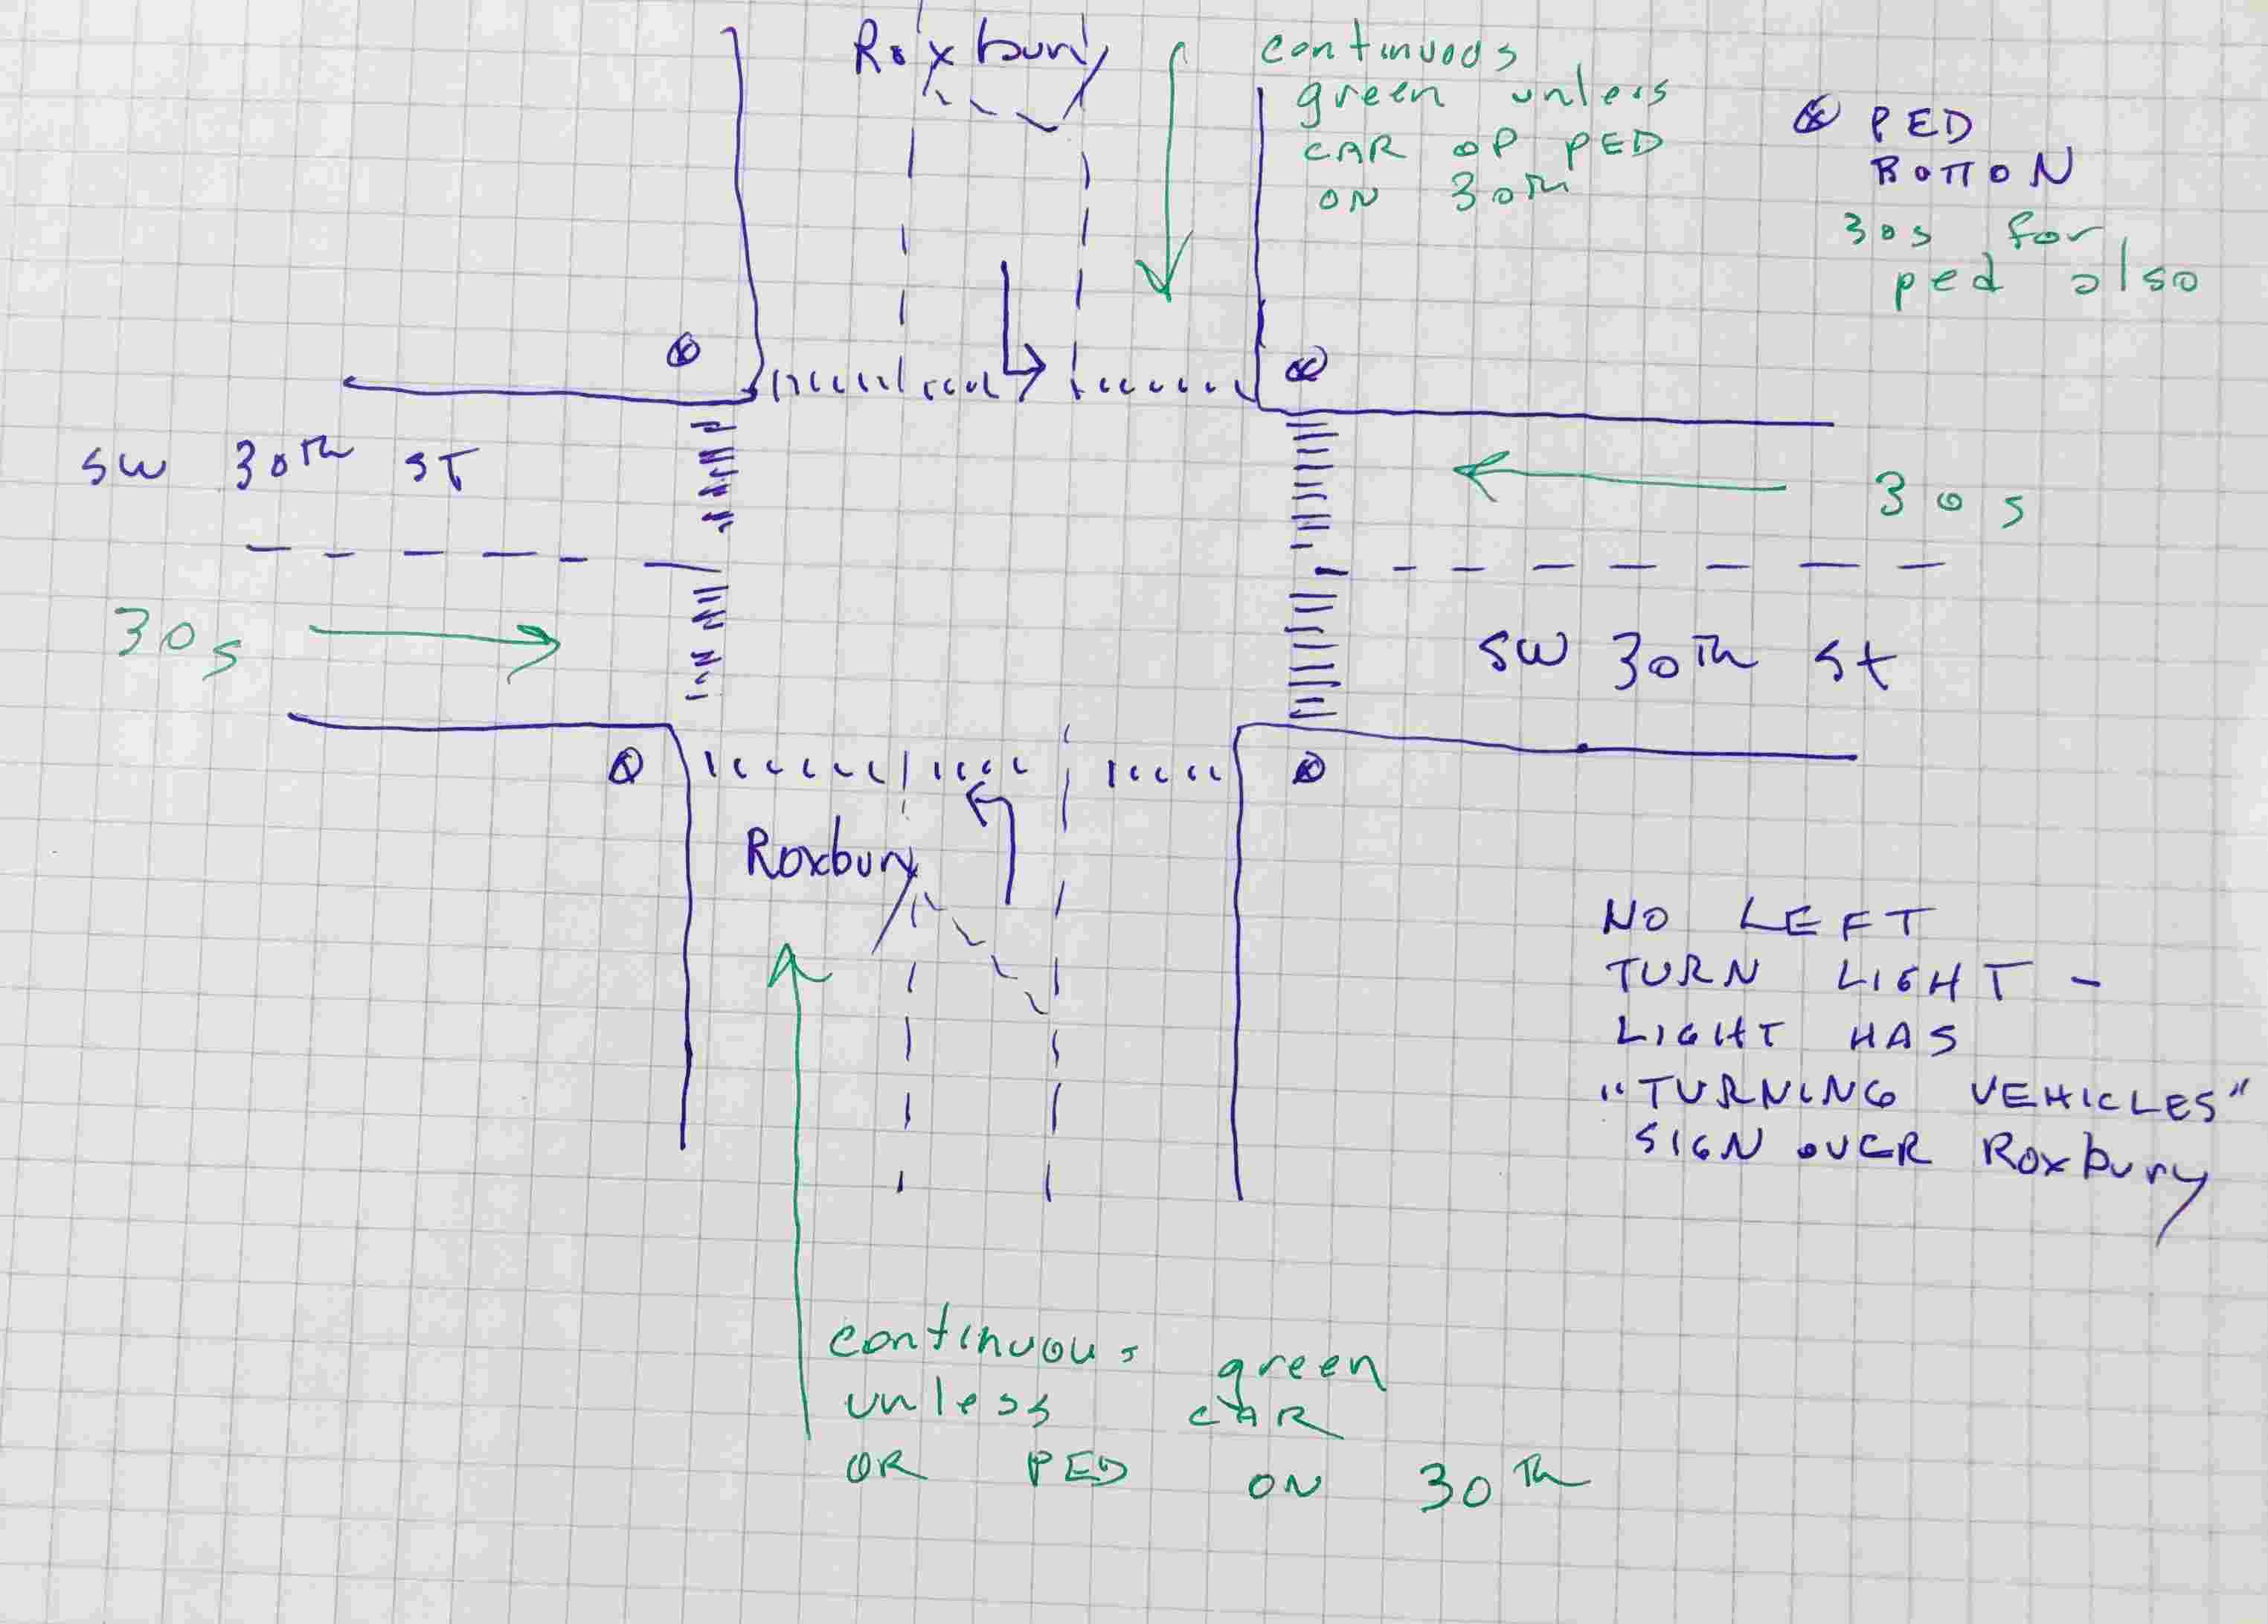 Roxbury
continuous
green unless
CAR OR PED
ON 30th
PED
BOTTON
30s for
ped also
SW 30th ST
30s
30s
SW 30th St
Roxbury
NO LEFT
TURN LIGHT -
LIGHT HAS
"TURNING VEHICLES"
SIGN OVER Roxbury
continuous green
unless CAR
OR PED ON 30th